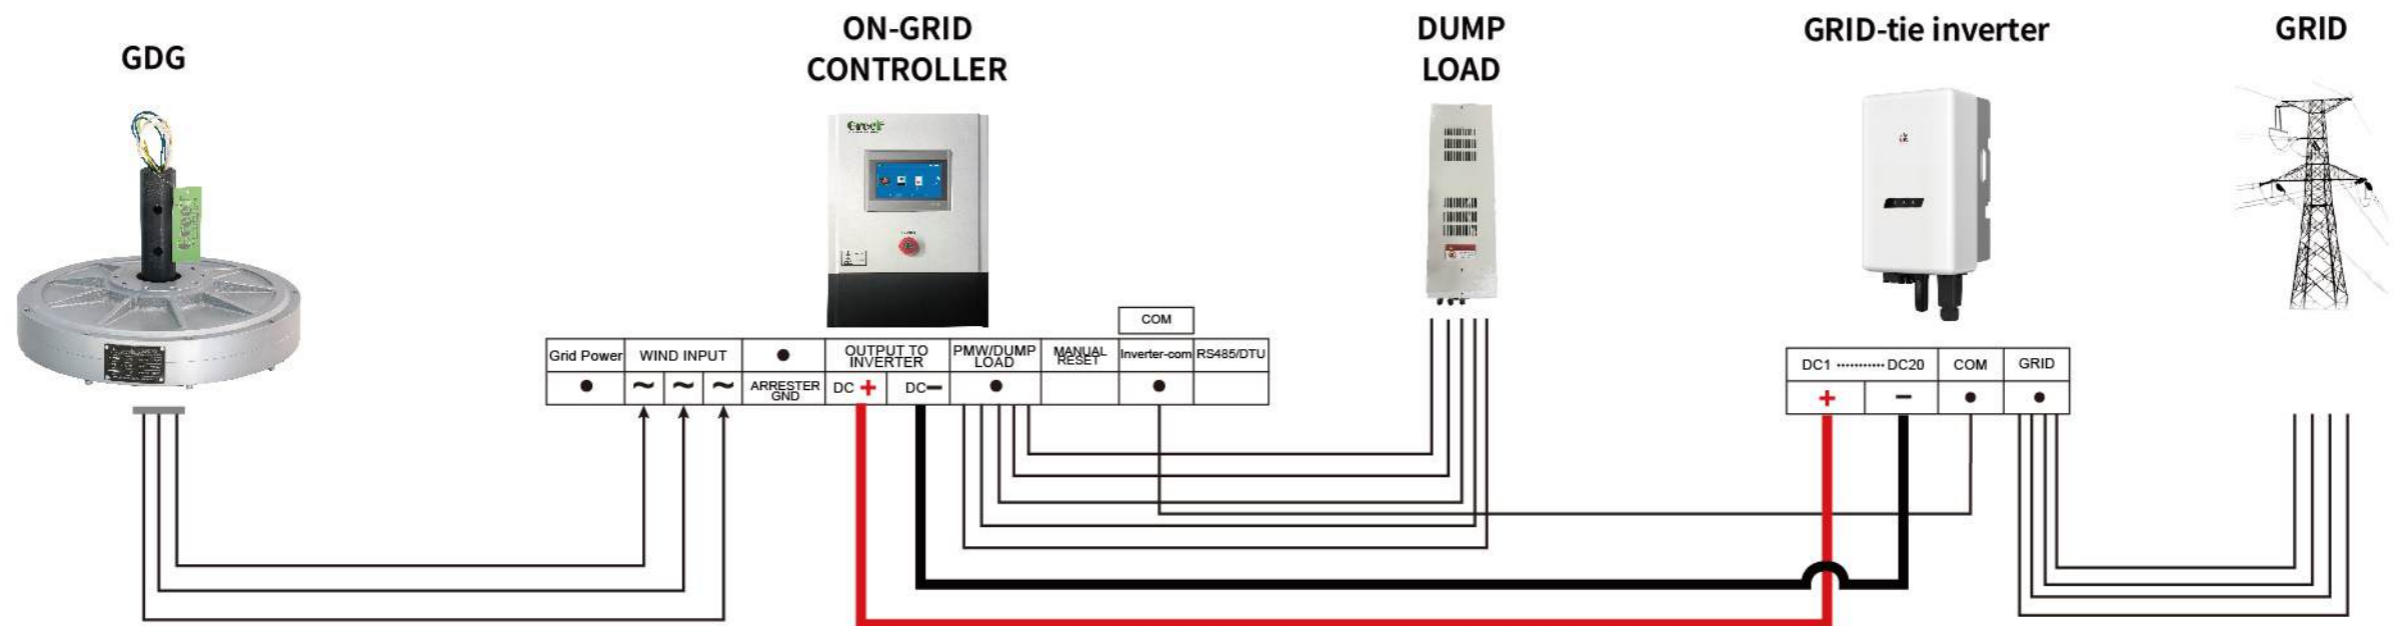 GDG
ON-GRID
CONTROLLER
DUMP
LOAD
GRID-tie inverter
GRID
COM
Grid Power
WIND INPUT
OUTPUT TO
INVERTER
PMW/DUMP
LOAD
MANUAL
RESET
Inverter-com
RS485/DTU
~ ~ ~
ARRESTER
GND
DC +
DC−
DC1 ··········· DC20
COM
GRID
+
−